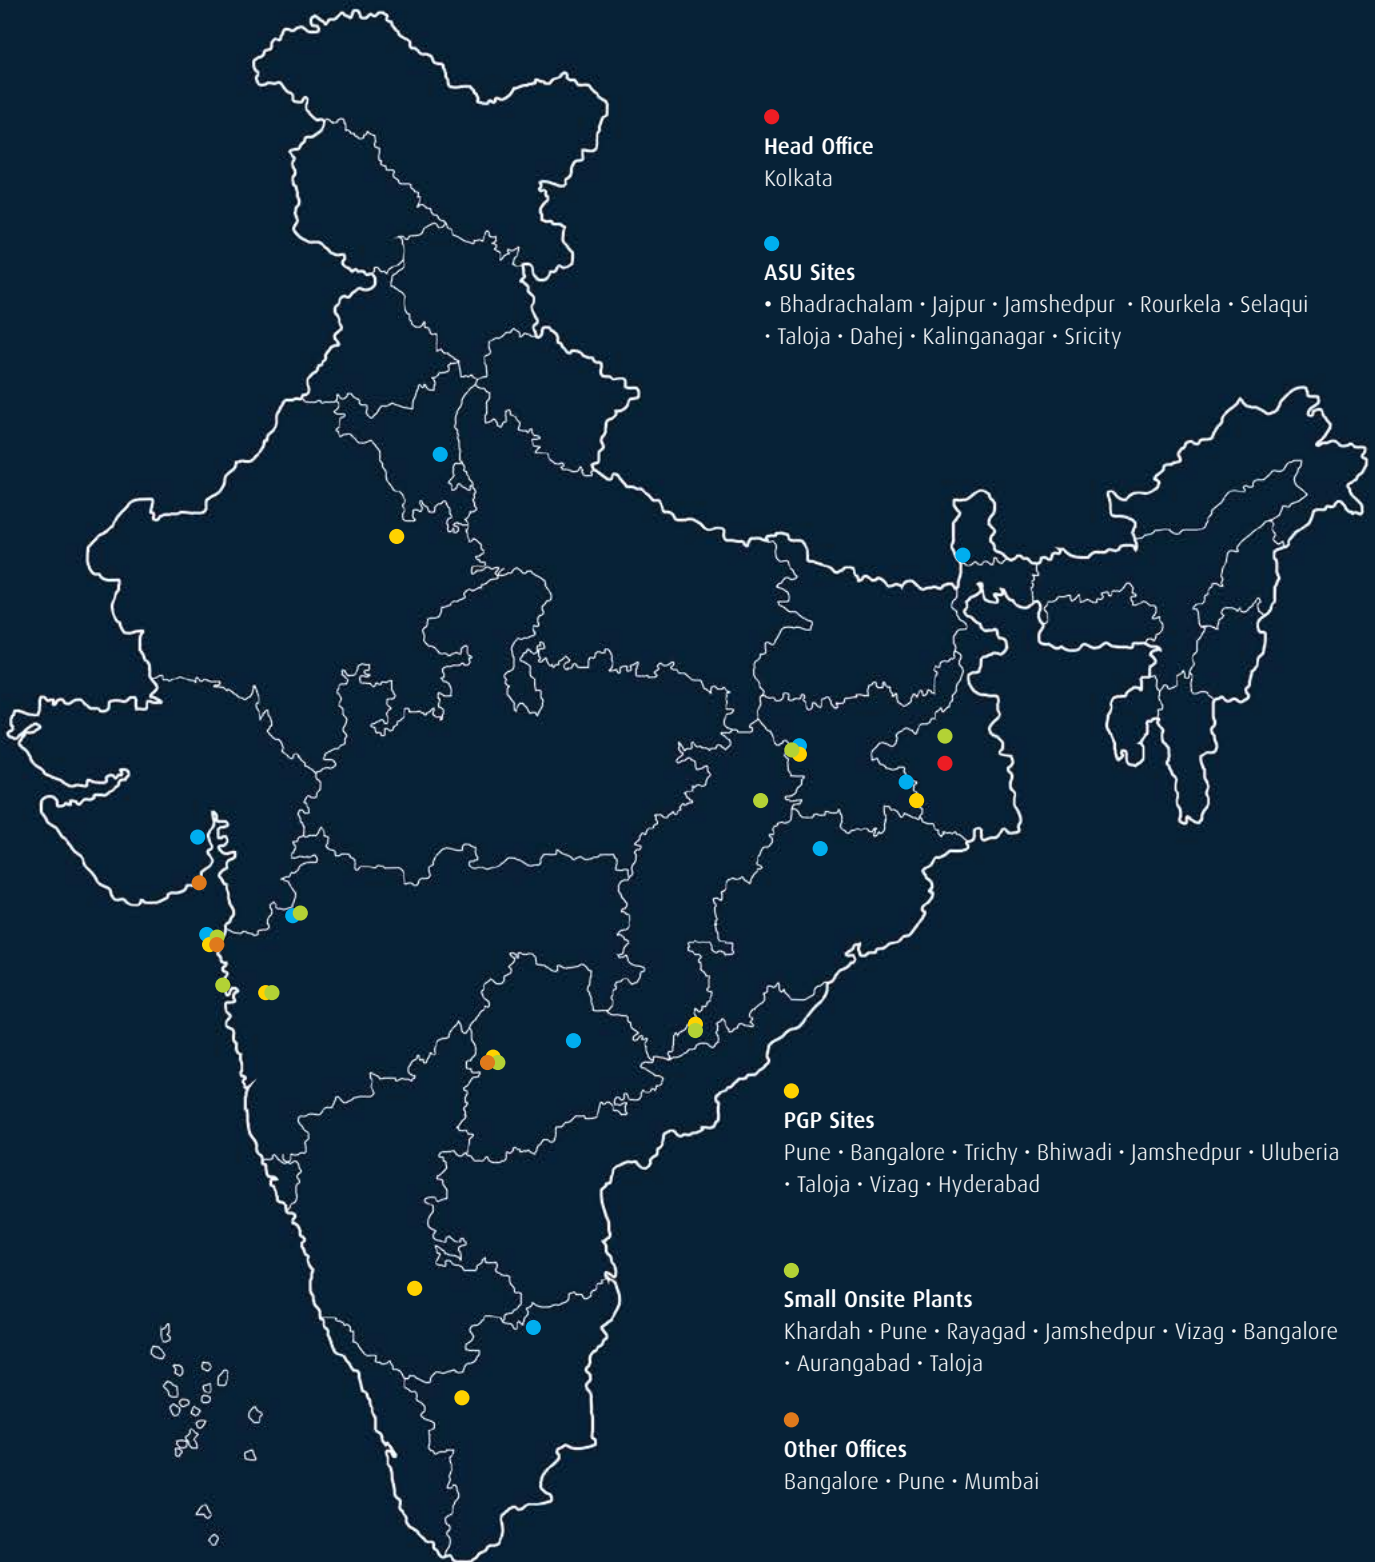 Head Office
Kolkata
ASU Sites
• Bhadrachalam • Jajpur • Jamshedpur • Rourkela • Selaqui
• Taloja • Dahej • Kalinganagar • Sricity
PGP Sites
Pune • Bangalore • Trichy • Bhiwadi • Jamshedpur • Uluberia
• Taloja • Vizag • Hyderabad
Small Onsite Plants
Khardah • Pune • Rayagad • Jamshedpur • Vizag • Bangalore
• Aurangabad • Taloja
Other Offices
Bangalore • Pune • Mumbai